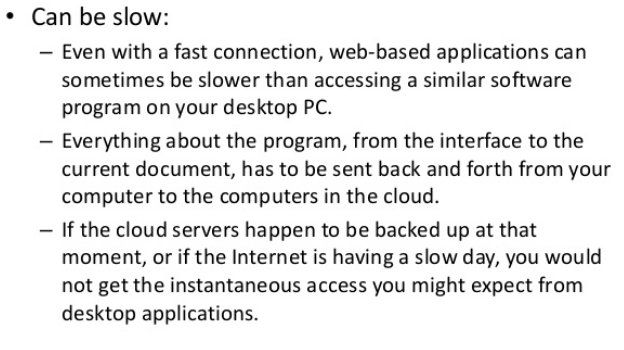 • Can be slow:
– Even with a fast connection, web-based applications can
sometimes be slower than accessing a similar software
program on your desktop PC.
– Everything about the program, from the interface to the
current document, has to be sent back and forth from your
computer to the computers in the cloud.
– If the cloud servers happen to be backed up at that
moment, or if the Internet is having a slow day, you would
not get the instantaneous access you might expect from
desktop applications.